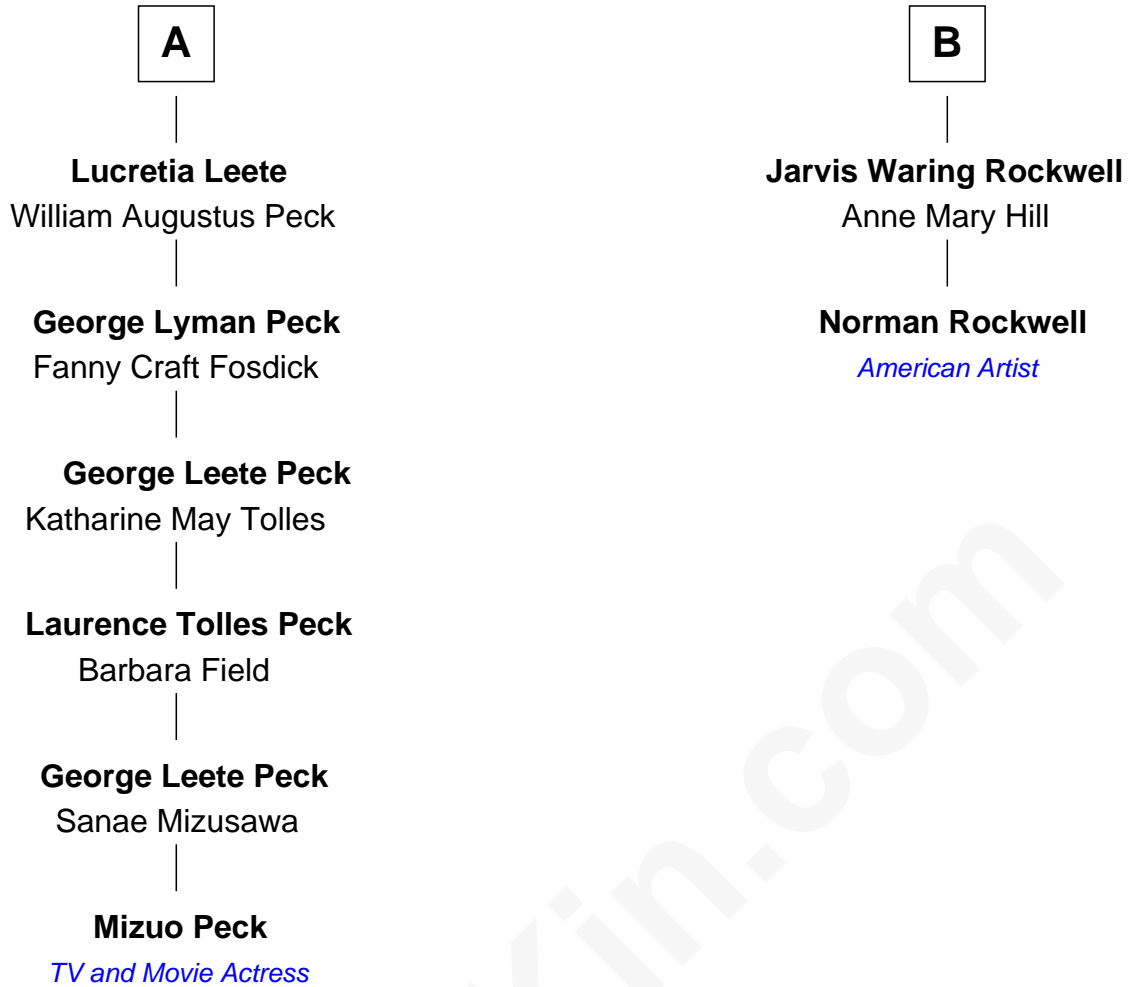 A
Lucretia Leete
William Augustus Peck
George Lyman Peck
Fanny Craft Fosdick
George Leete Peck
Katharine May Tolles
Laurence Tolles Peck
Barbara Field
George Leete Peck
Sanae Mizusawa
Mizuo Peck
TV and Movie Actress
B
Jarvis Waring Rockwell
Anne Mary Hill
Norman Rockwell
American Artist
Kin.com